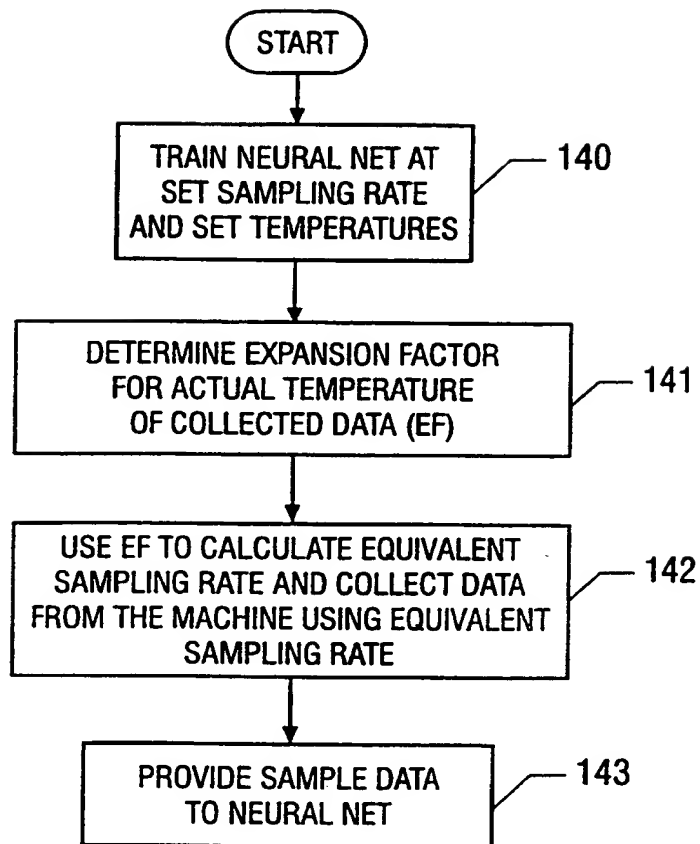 START
TRAIN NEURAL NET AT
SET SAMPLING RATE
AND SET TEMPERATURES
140
DETERMINE EXPANSION FACTOR
FOR ACTUAL TEMPERATURE
OF COLLECTED DATA (EF)
141
USE EF TO CALCULATE EQUIVALENT
SAMPLING RATE AND COLLECT DATA
FROM THE MACHINE USING EQUIVALENT
SAMPLING RATE
142
PROVIDE SAMPLE DATA
TO NEURAL NET
143